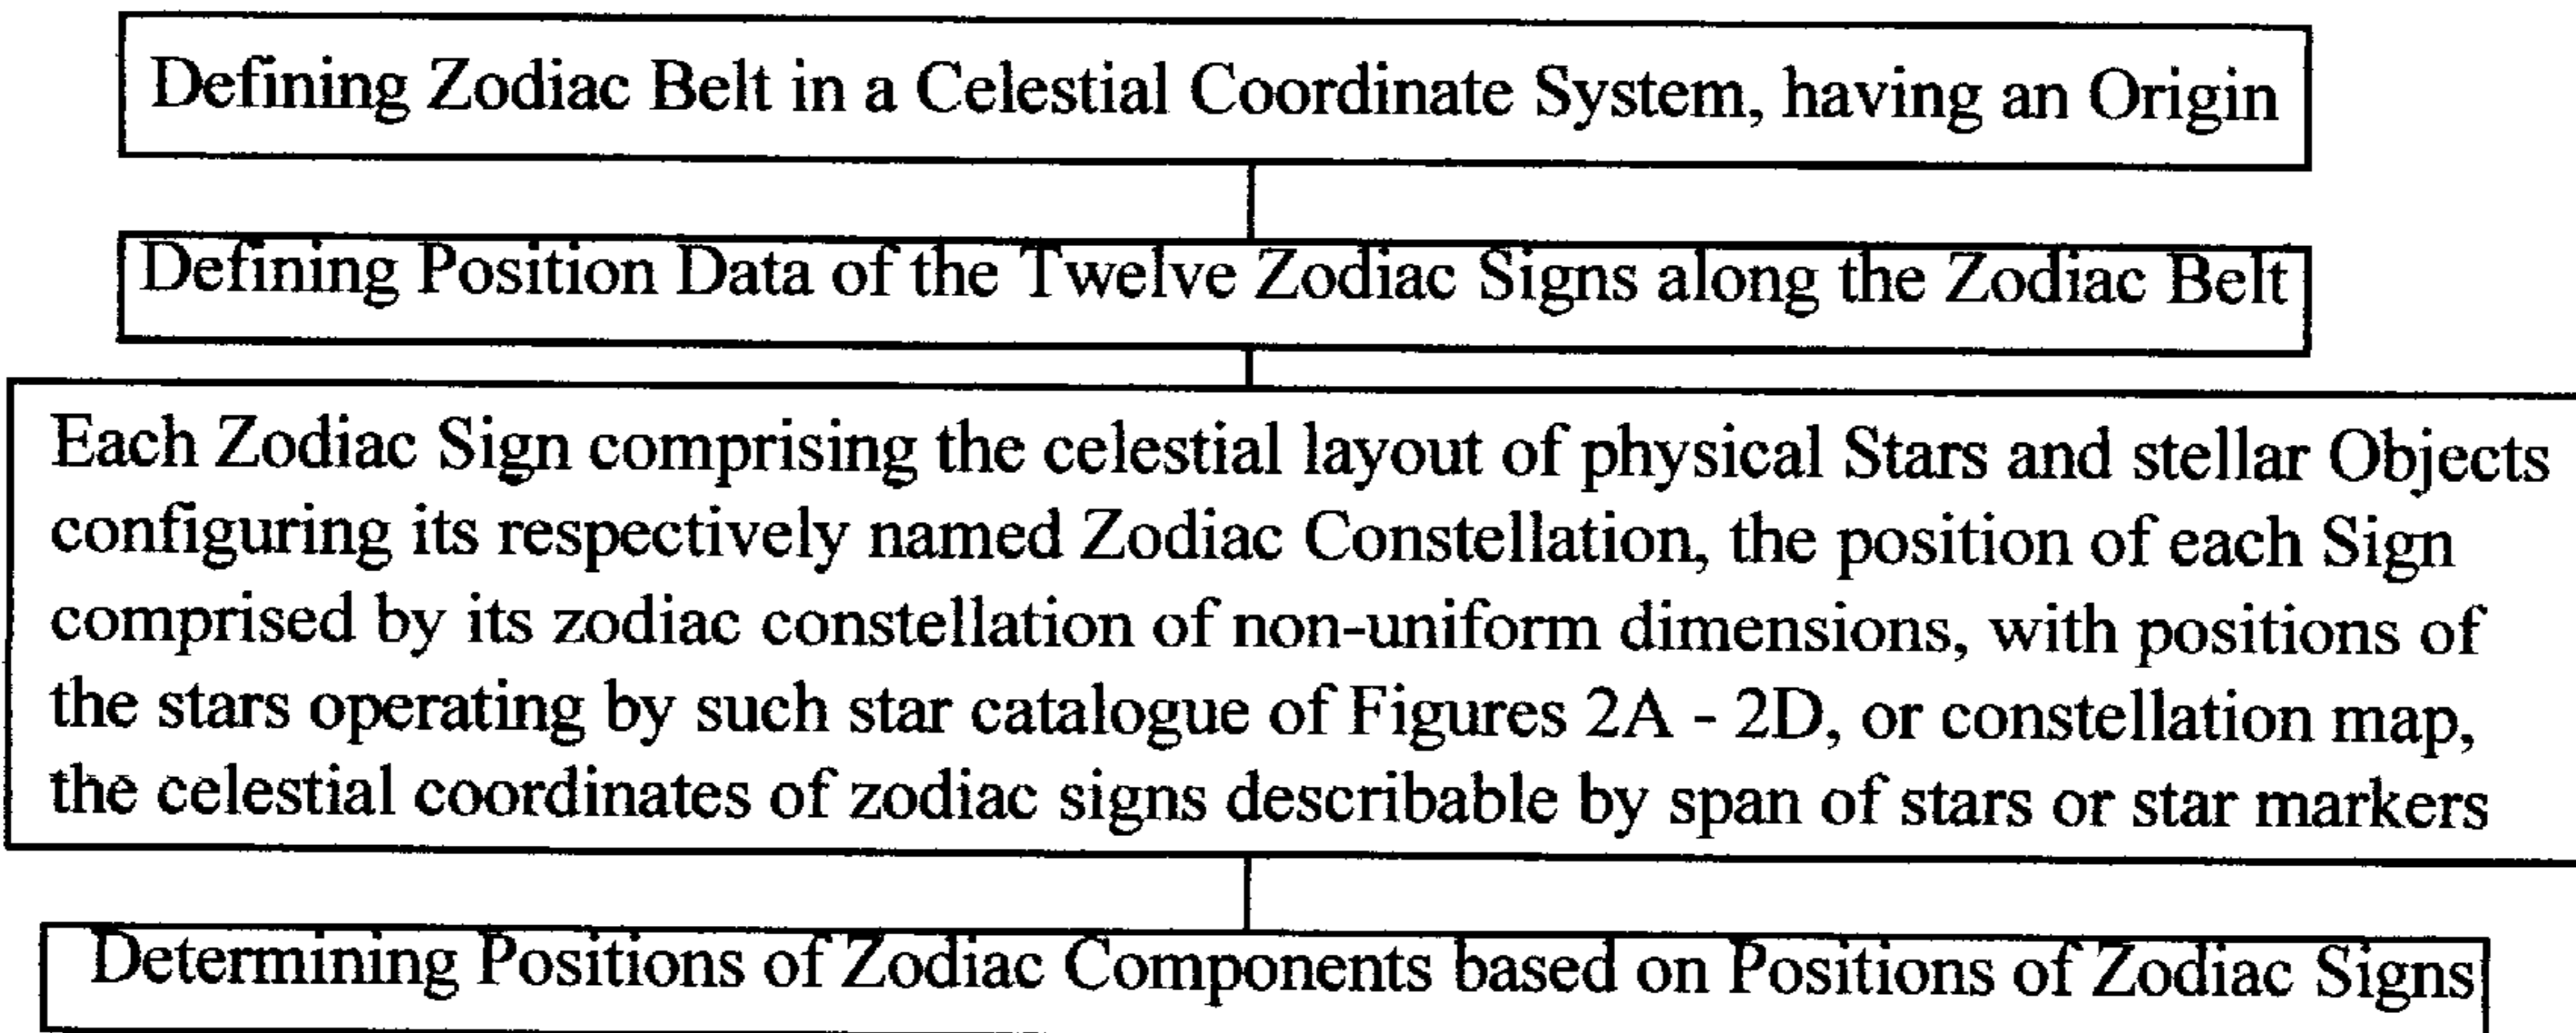 Defining Zodiac Belt in a Celestial Coordinate System, having an Origin
Defining Position Data of the Twelve Zodiac Signs along the Zodiac Belt
Each Zodiac Sign comprising the celestial layout of physical Stars and stellar Objects
configuring its respectively named Zodiac Constellation, the position of each Sign
comprised by its zodiac constellation of non-uniform dimensions, with positions of
the stars operating by such star catalogue of Figures 2A - 2D, or constellation map,
the celestial coordinates of zodiac signs describable by span of stars or star markers
Determining Positions of Zodiac Components based on Positions of Zodiac Signs